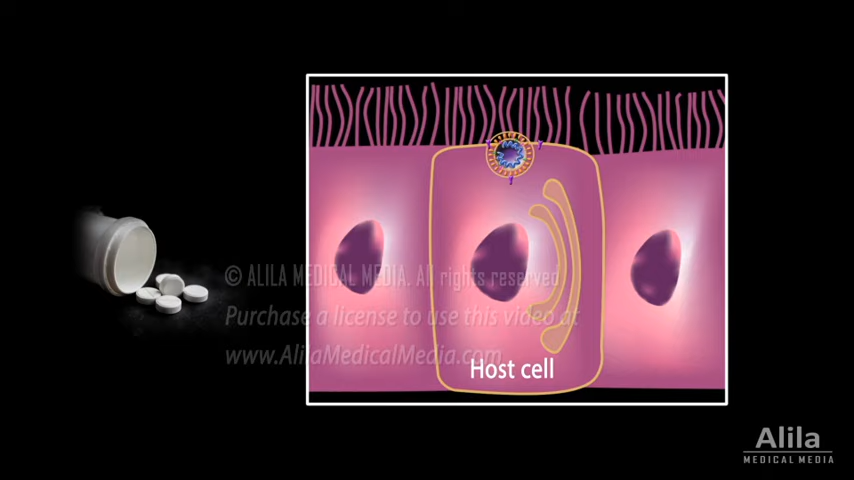 © ALILA MEDICAL MEDIA. All rights reserved
Purchase a license to use this video at
www.AlilaMedicalMedia.com
Host cell
Alila
MEDICAL MEDIA